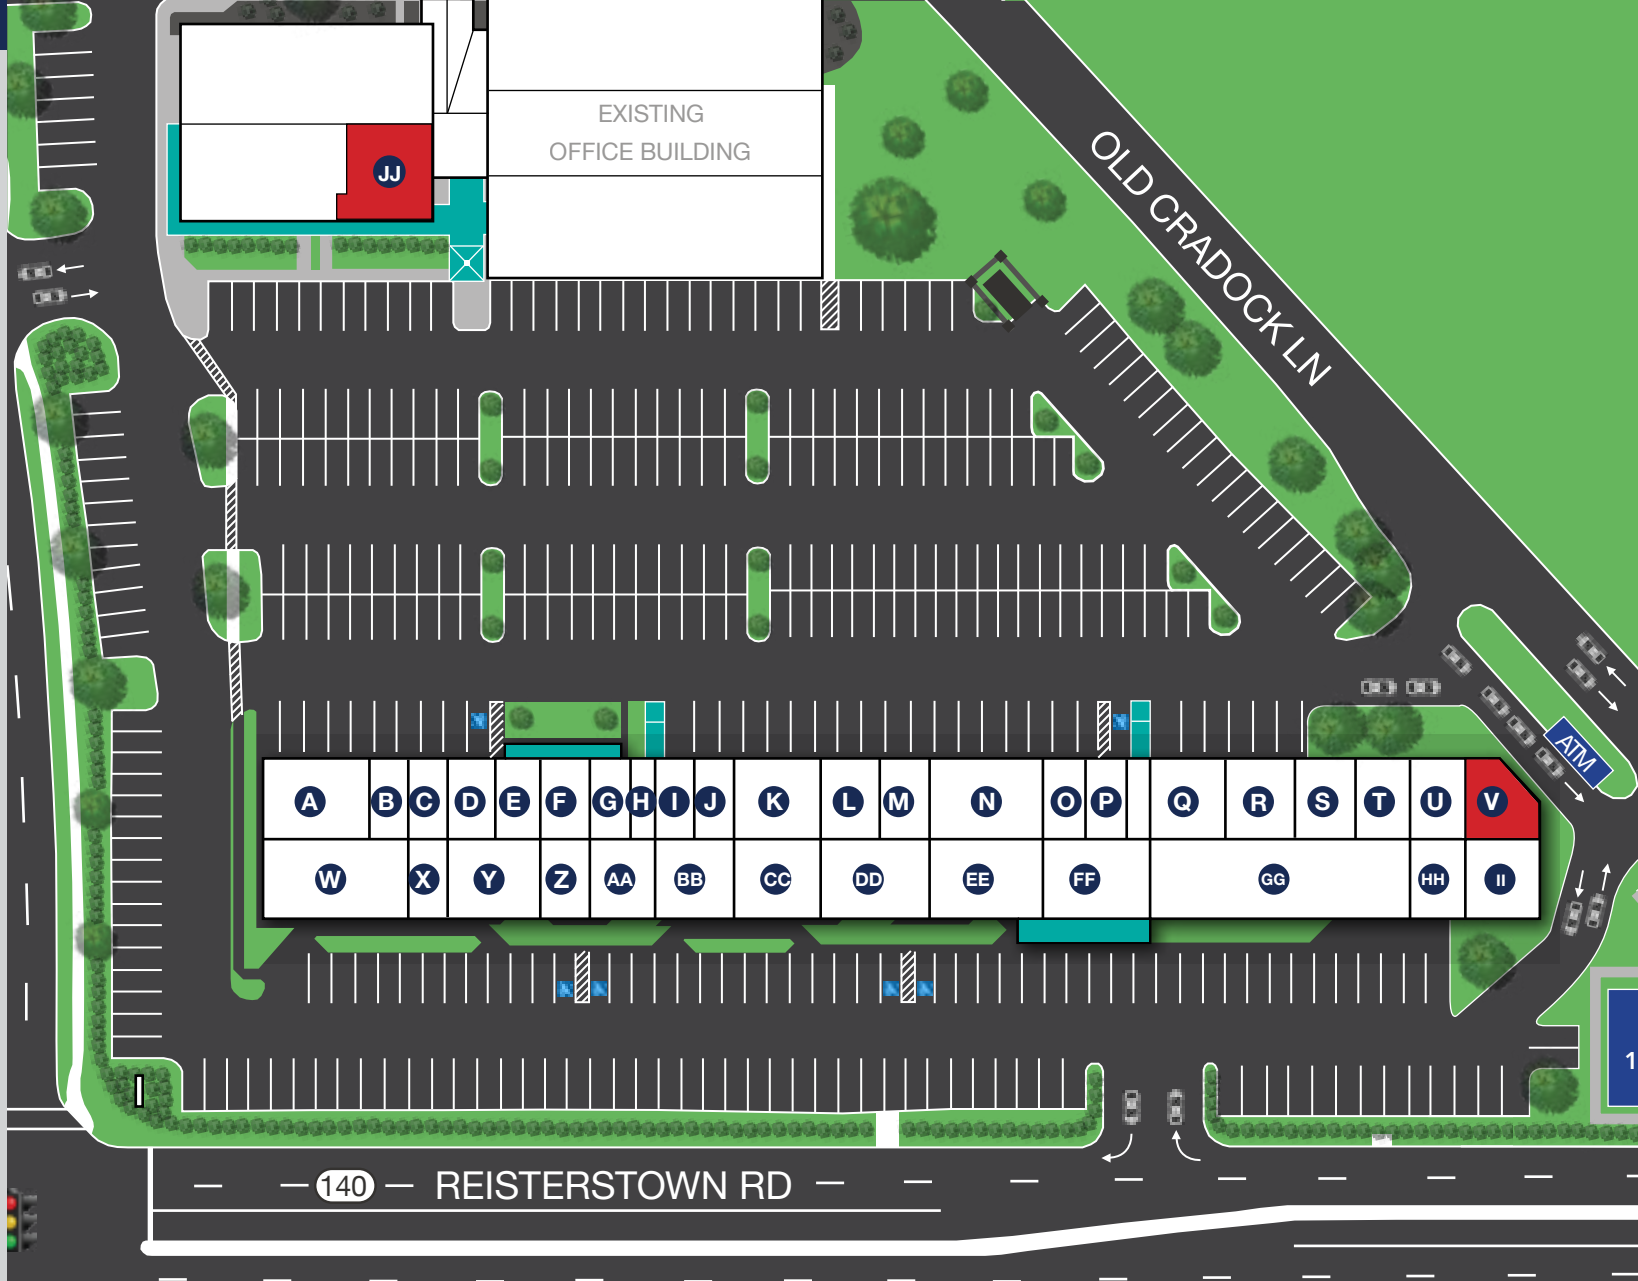 EXISTING
OFFICE BUILDING
JJ
OLD CRADOCK LN
ATM
A B C D E F G H I J K L M N O P Q R S T U V
W X Y Z AA BB CC DD EE FF GG HH II
1
140 REISTERSTOWN RD